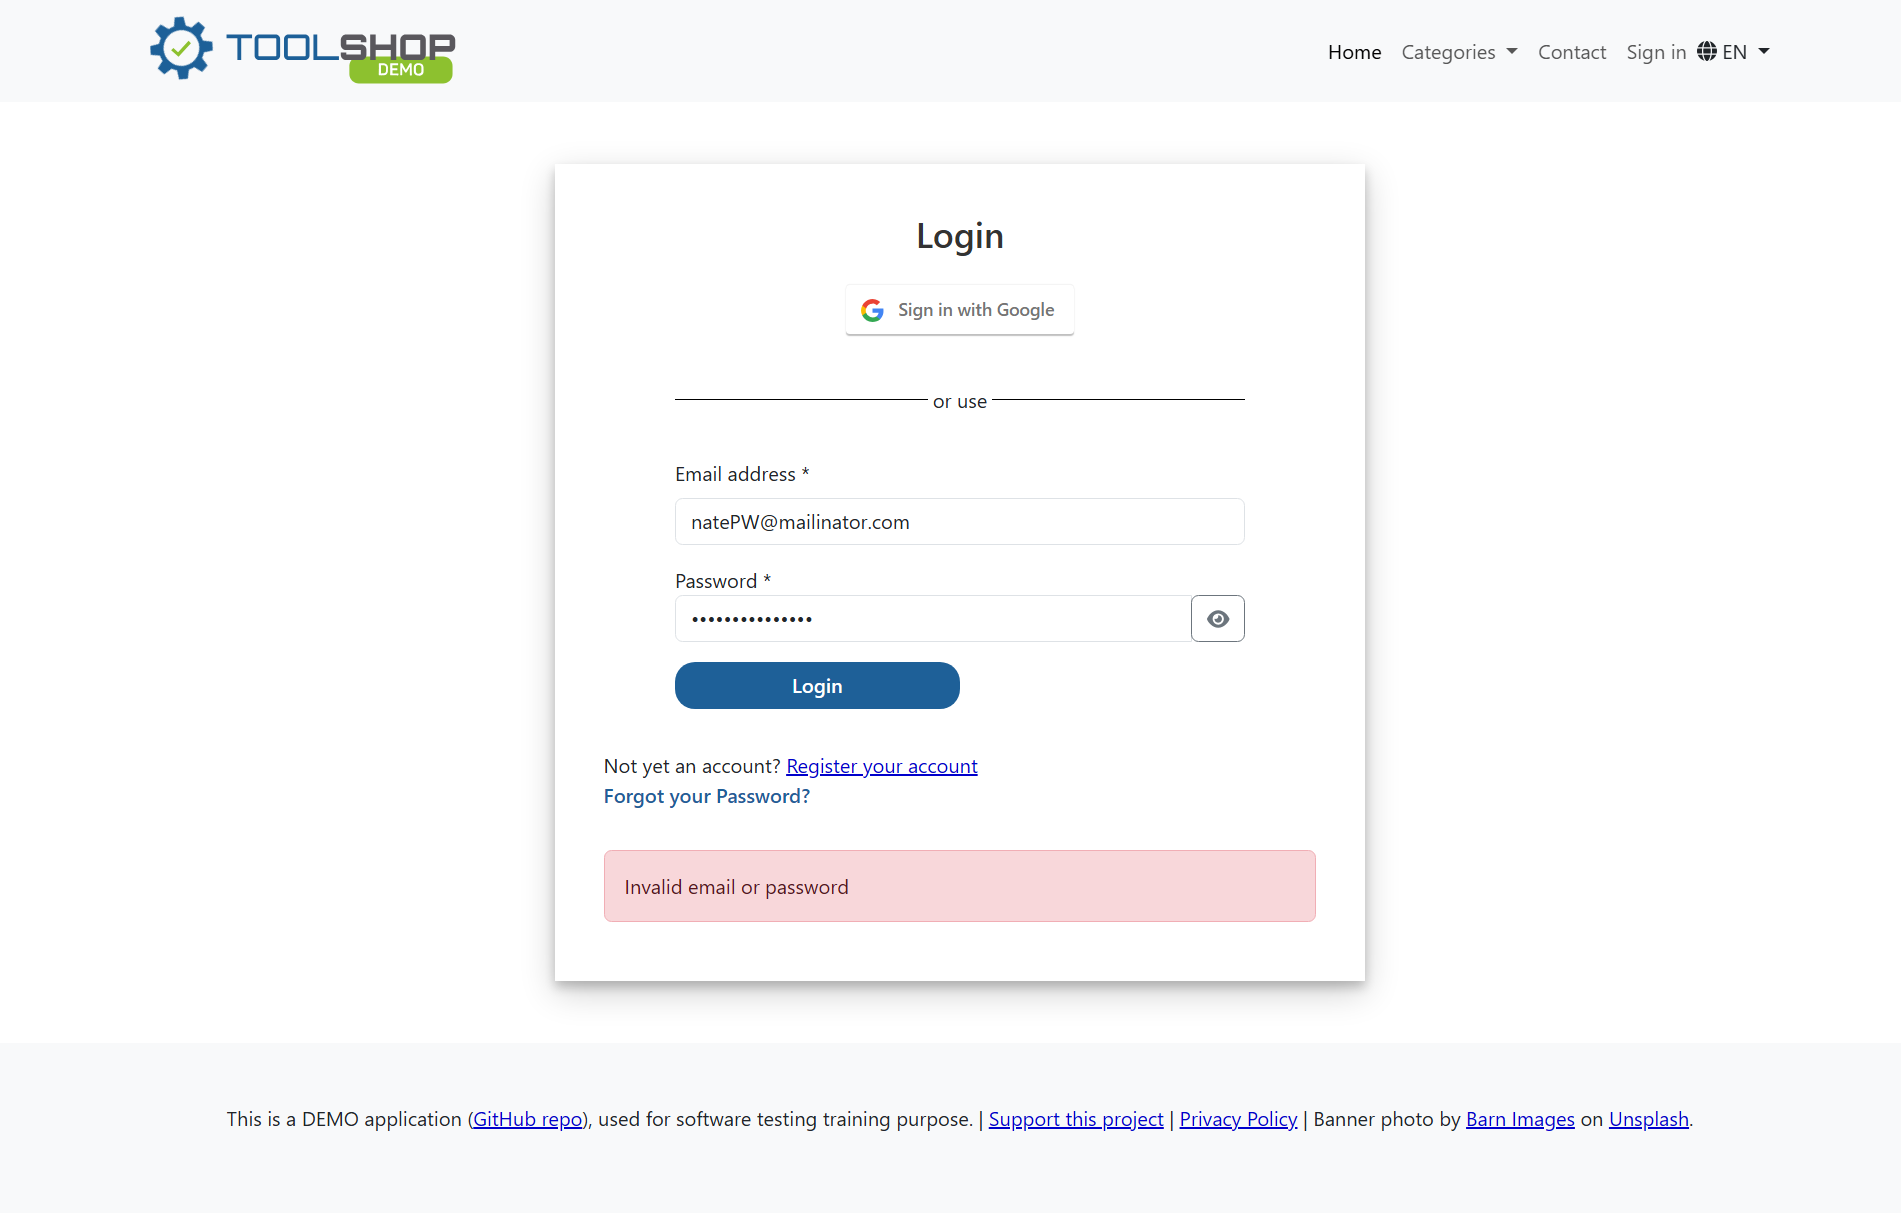 TOOLSHOP
DEMO
Home Categories Contact Sign in EN
Login
Sign in with Google
or use
Email address *
natePW@mailinator.com
Password *
•••••••••••••••
Login
Not yet an account? Register your account
Forgot your Password?
Invalid email or password
This is a DEMO application (GitHub repo), used for software testing training purpose. | Support this project | Privacy Policy | Banner photo by Barn Images on Unsplash.